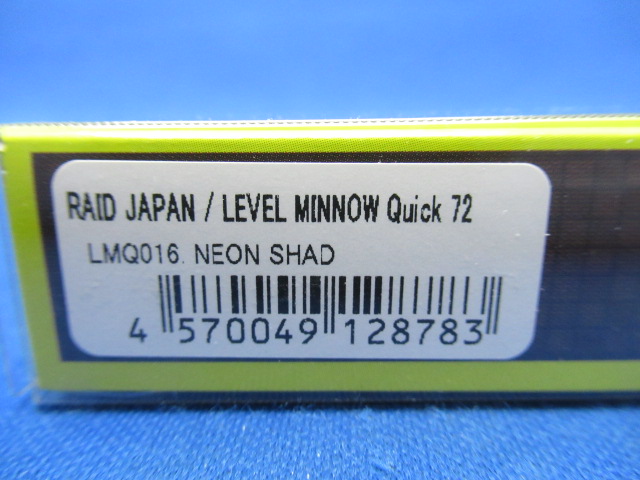 RAID JAPAN / LEVEL MINNOW Quick 72
LMQ016. NEON SHAD
4 570049 128783